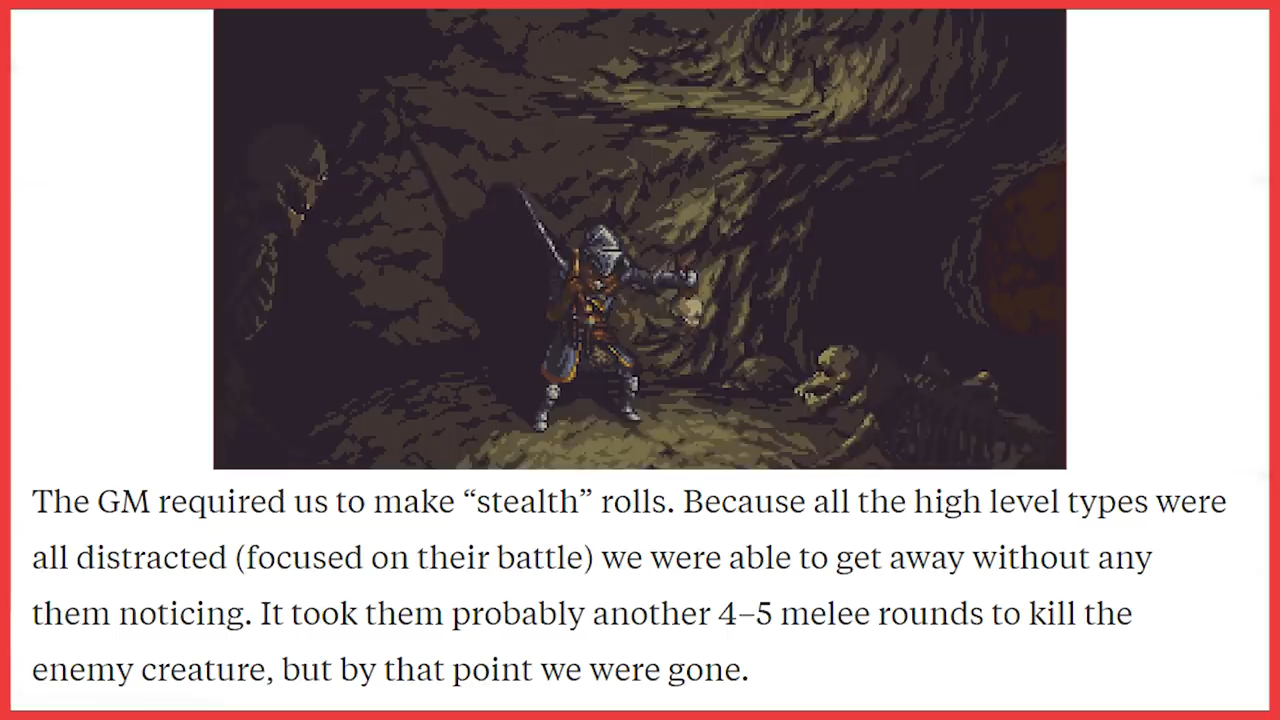 The GM required us to make “stealth” rolls. Because all the high level types were
all distracted (focused on their battle) we were able to get away without any
them noticing. It took them probably another 4–5 melee rounds to kill the
enemy creature, but by that point we were gone.